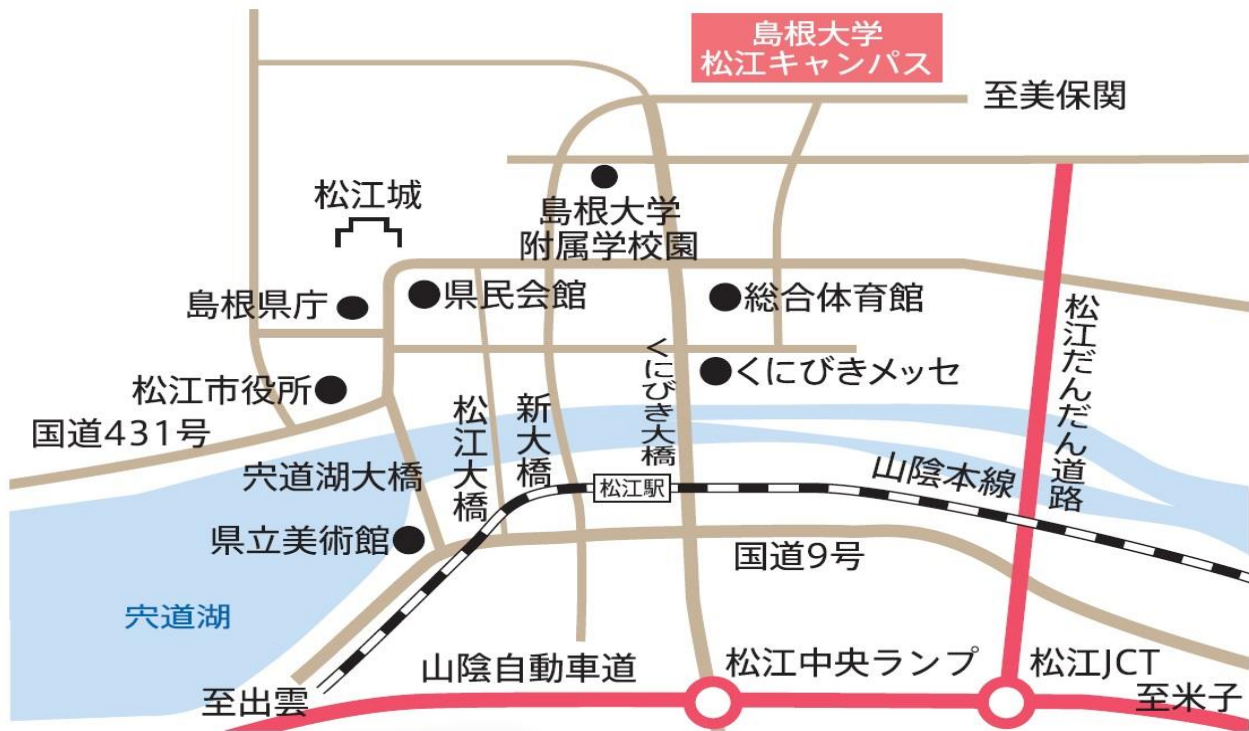 島根大学
松江キャンパス
至美保関
松江城
島根大学
附属学校園
島根県庁
県民会館
総合体育館
松江だんだん道路
くにびき大橋
くにびきメッセ
松江市役所
国道431号
松江大橋
新大橋
宍道湖大橋
松江駅
山陰本線
県立美術館
国道9号
宍道湖
山陰自動車道
松江中央ランプ
松江JCT
至出雲
至米子